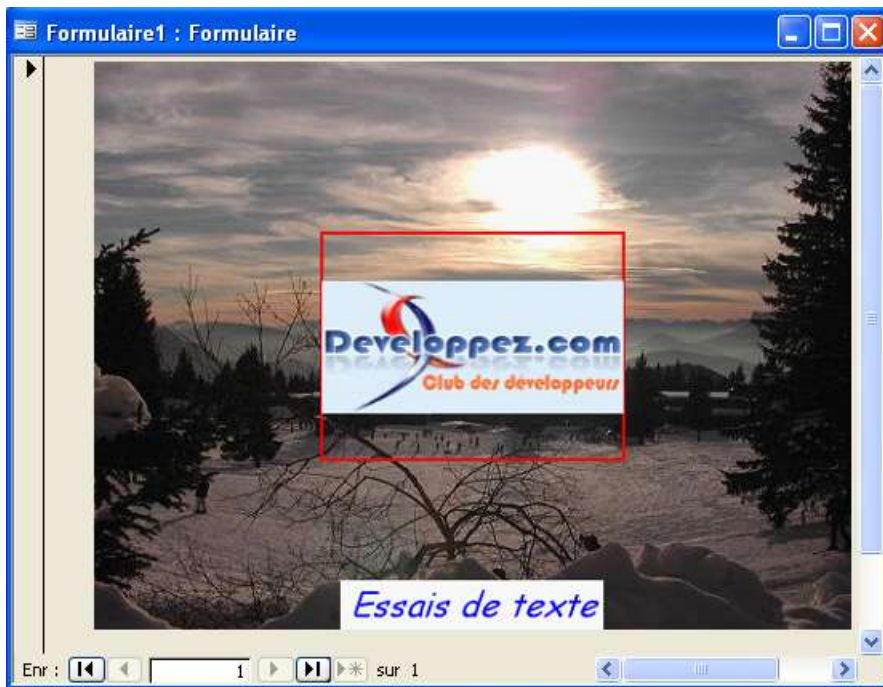 Formulaire1 : Formulaire
Developpez.com
Club des développeurs
Essais de texte
Enr : 1 sur 1